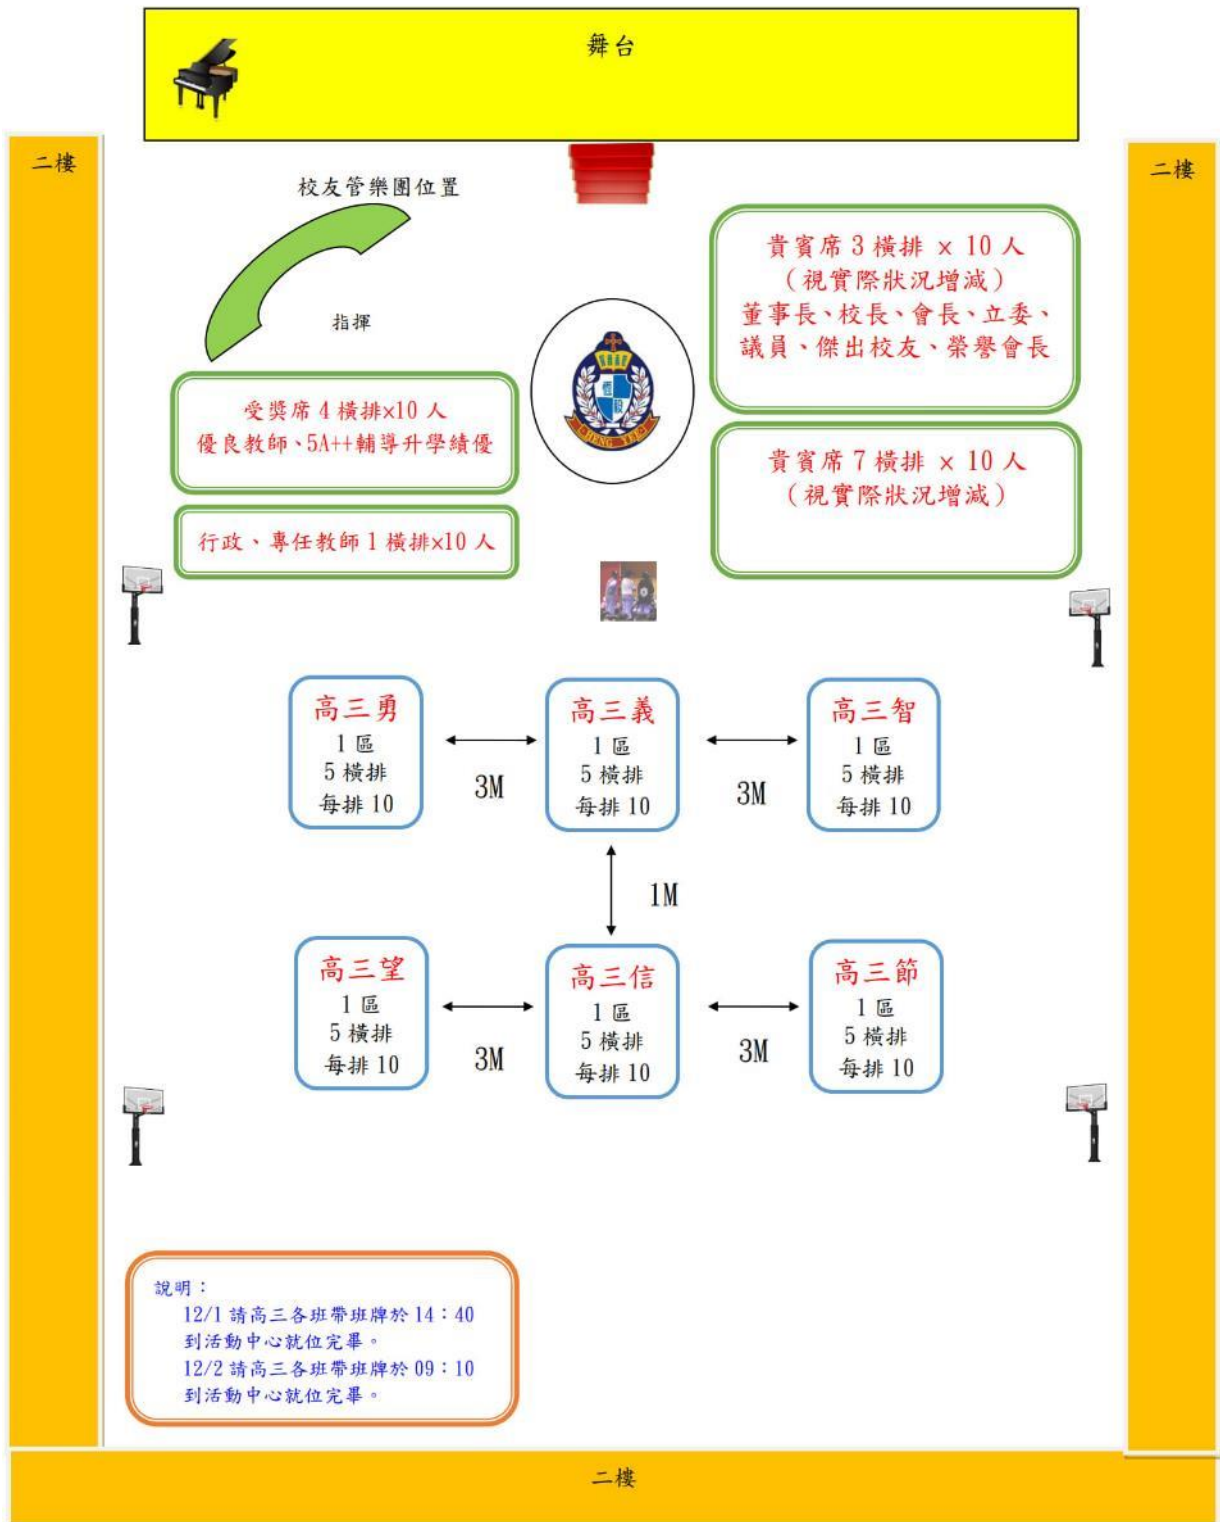 舞台
二樓
二樓
校友管樂團位置
指揮
貴賓席 3 橫排 × 10 人
(視實際狀況增減)
董事長、校長、會長、立委、
議員、傑出校友、榮譽會長
受獎席 4 橫排×10 人
優良教師、5A++輔導升學績優
貴賓席 7 橫排 × 10 人
(視實際狀況增減)
行政、專任教師 1 橫排×10 人
HENG YEE
高三勇
1 區
5 橫排
每排 10
3M
高三義
1 區
5 橫排
每排 10
3M
高三智
1 區
5 橫排
每排 10
1M
高三望
1 區
5 橫排
每排 10
3M
高三信
1 區
5 橫排
每排 10
3M
高三節
1 區
5 橫排
每排 10
說明：
12/1 請高三各班帶班牌於 14：40
到活動中心就位完畢。
12/2 請高三各班帶班牌於 09：10
到活動中心就位完畢。
二樓